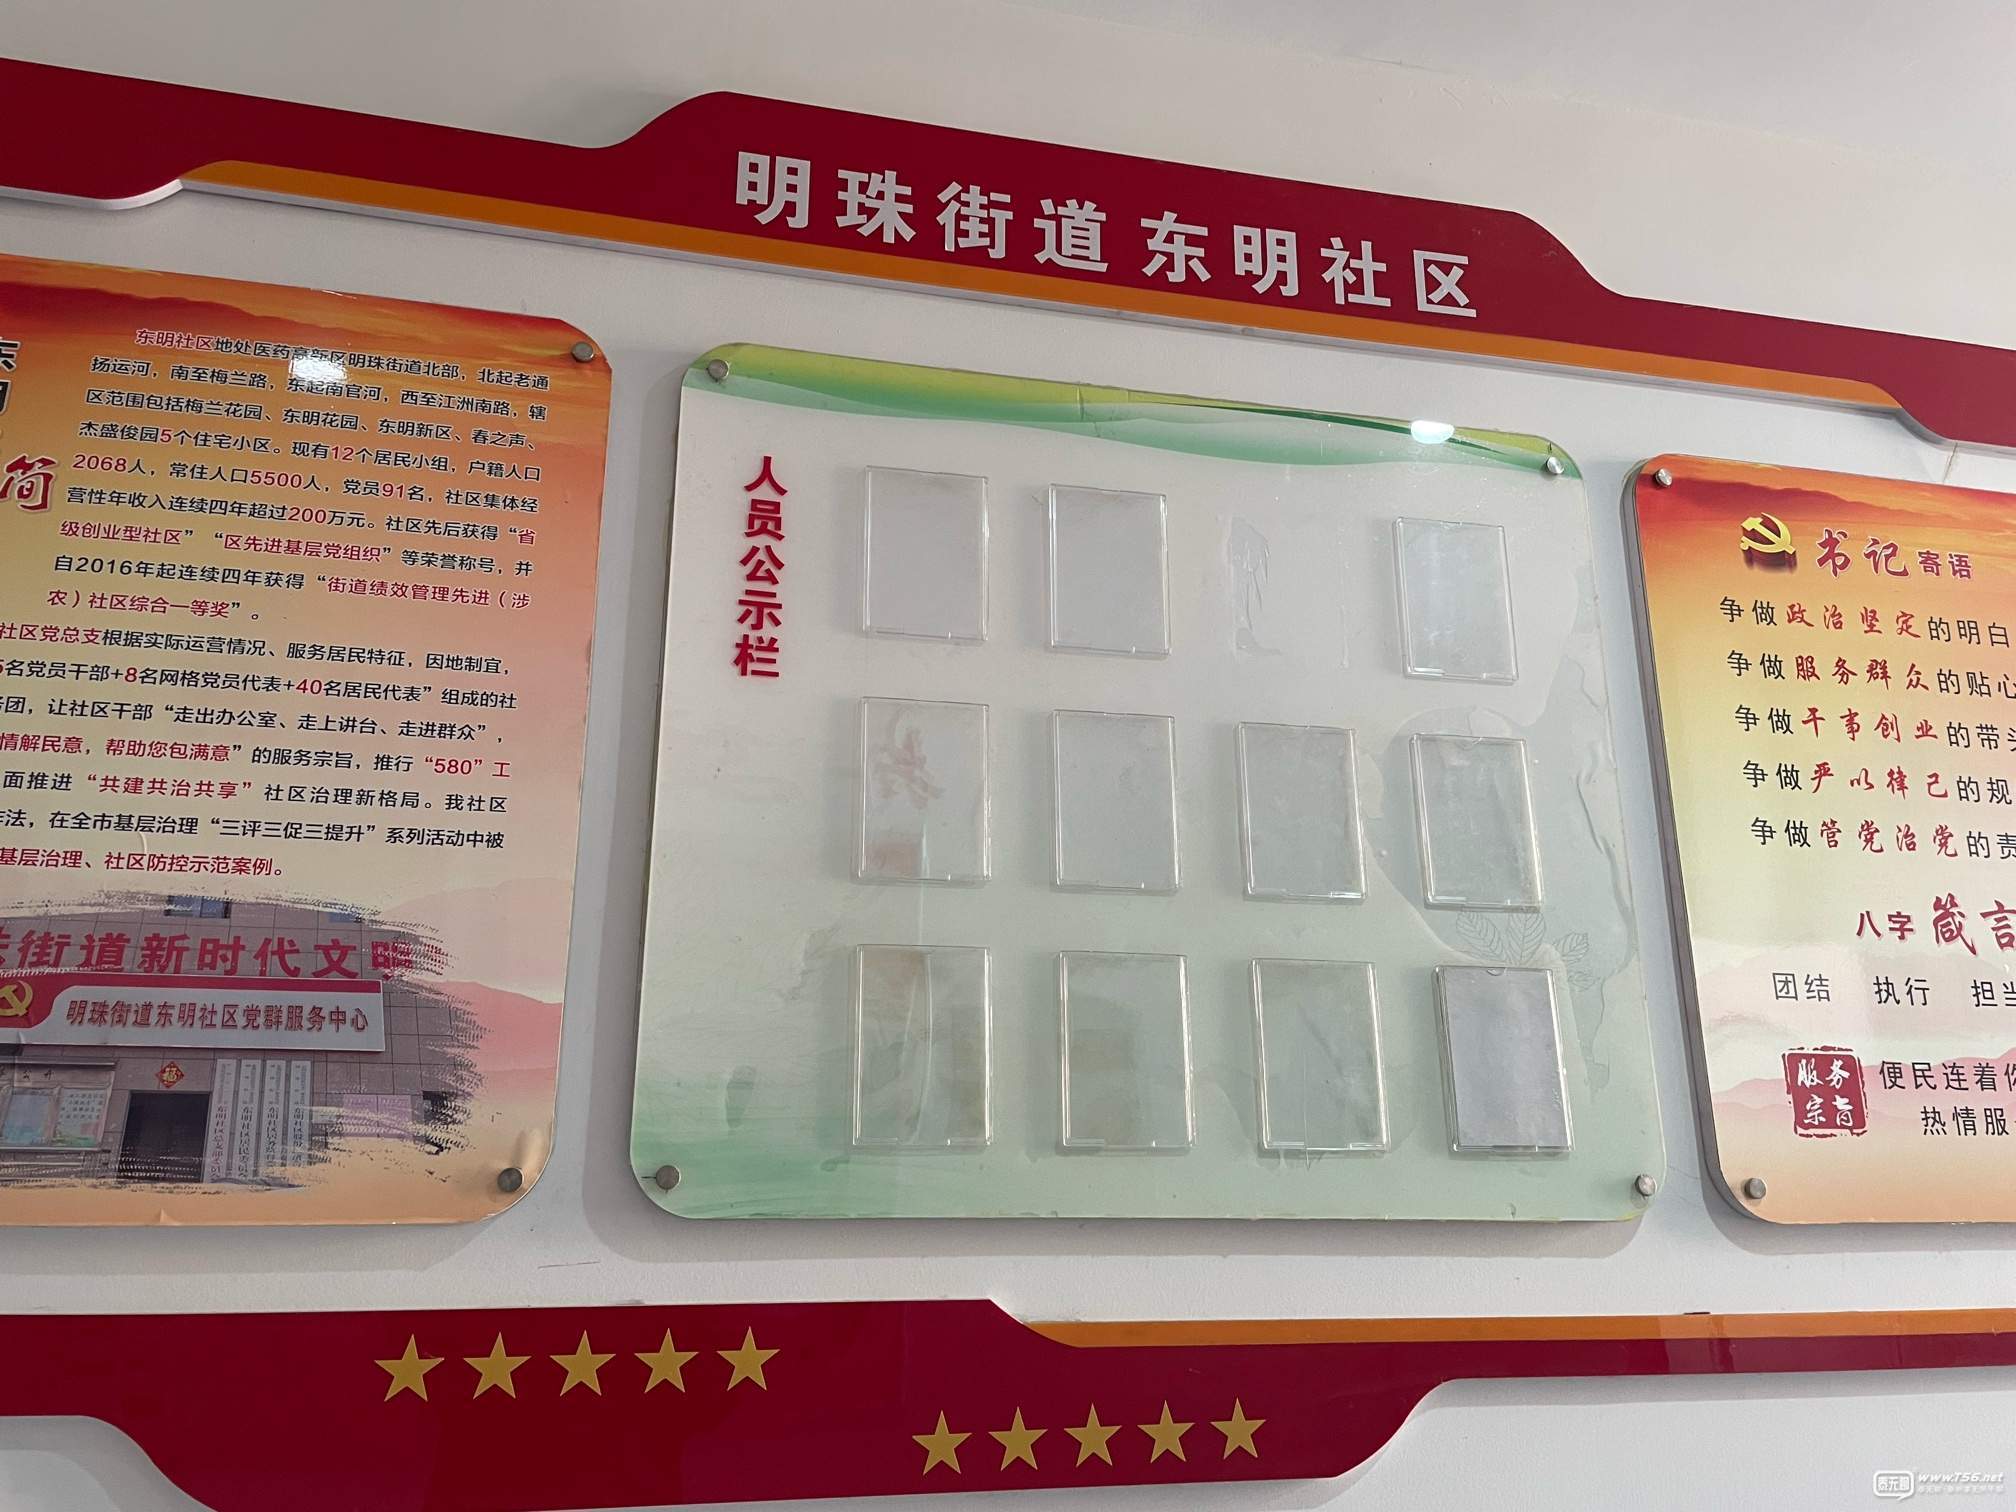 明珠街道 东明社区
简
东明社区地处医药高新区明珠街道北部，北起老通
扬运河，南至梅兰路，东起南官河，西至江洲南路，辖
区范围包括梅兰花园、东明花园、东明新区、春之声、
杰盛俊园5个住宅小区。现有12个居民小组，户籍人口
2068人，常住人口5500人，党员91名，社区集体经
营性年收入连续四年超过200万元。社区先后获得“省
级创业型社区”“区先进基层党组织”等荣誉称号，并
自2016年起连续四年获得“街道绩效管理先进（涉
农）社区综合一等奖”。
社区党总支根据实际运营情况、服务居民特征，因地制宜，
5名党员干部+8名网格党员代表+40名居民代表”组成的社
团，让社区干部“走出办公室、走上讲台、走进群众”，
情解民意，帮助您包满意”的服务宗旨，推行“580”工
面推进“共建共治共享”社区治理新格局。我社区
作法，在全市基层治理“三评三促三提升”系列活动中被
基层治理、社区防控示范案例。
街道新时代文明
明珠街道东明社区党群服务中心
福
人员公示栏
书记寄语
争做政治坚定的明白
争做服务群众的贴心
争做干事创业的带头
争做严以律己的规
争做管党治党的责
八字 箴言
团结 执行 担当
服务
宗旨
便民连着你
热情服务
泰无聊
www.T56.net